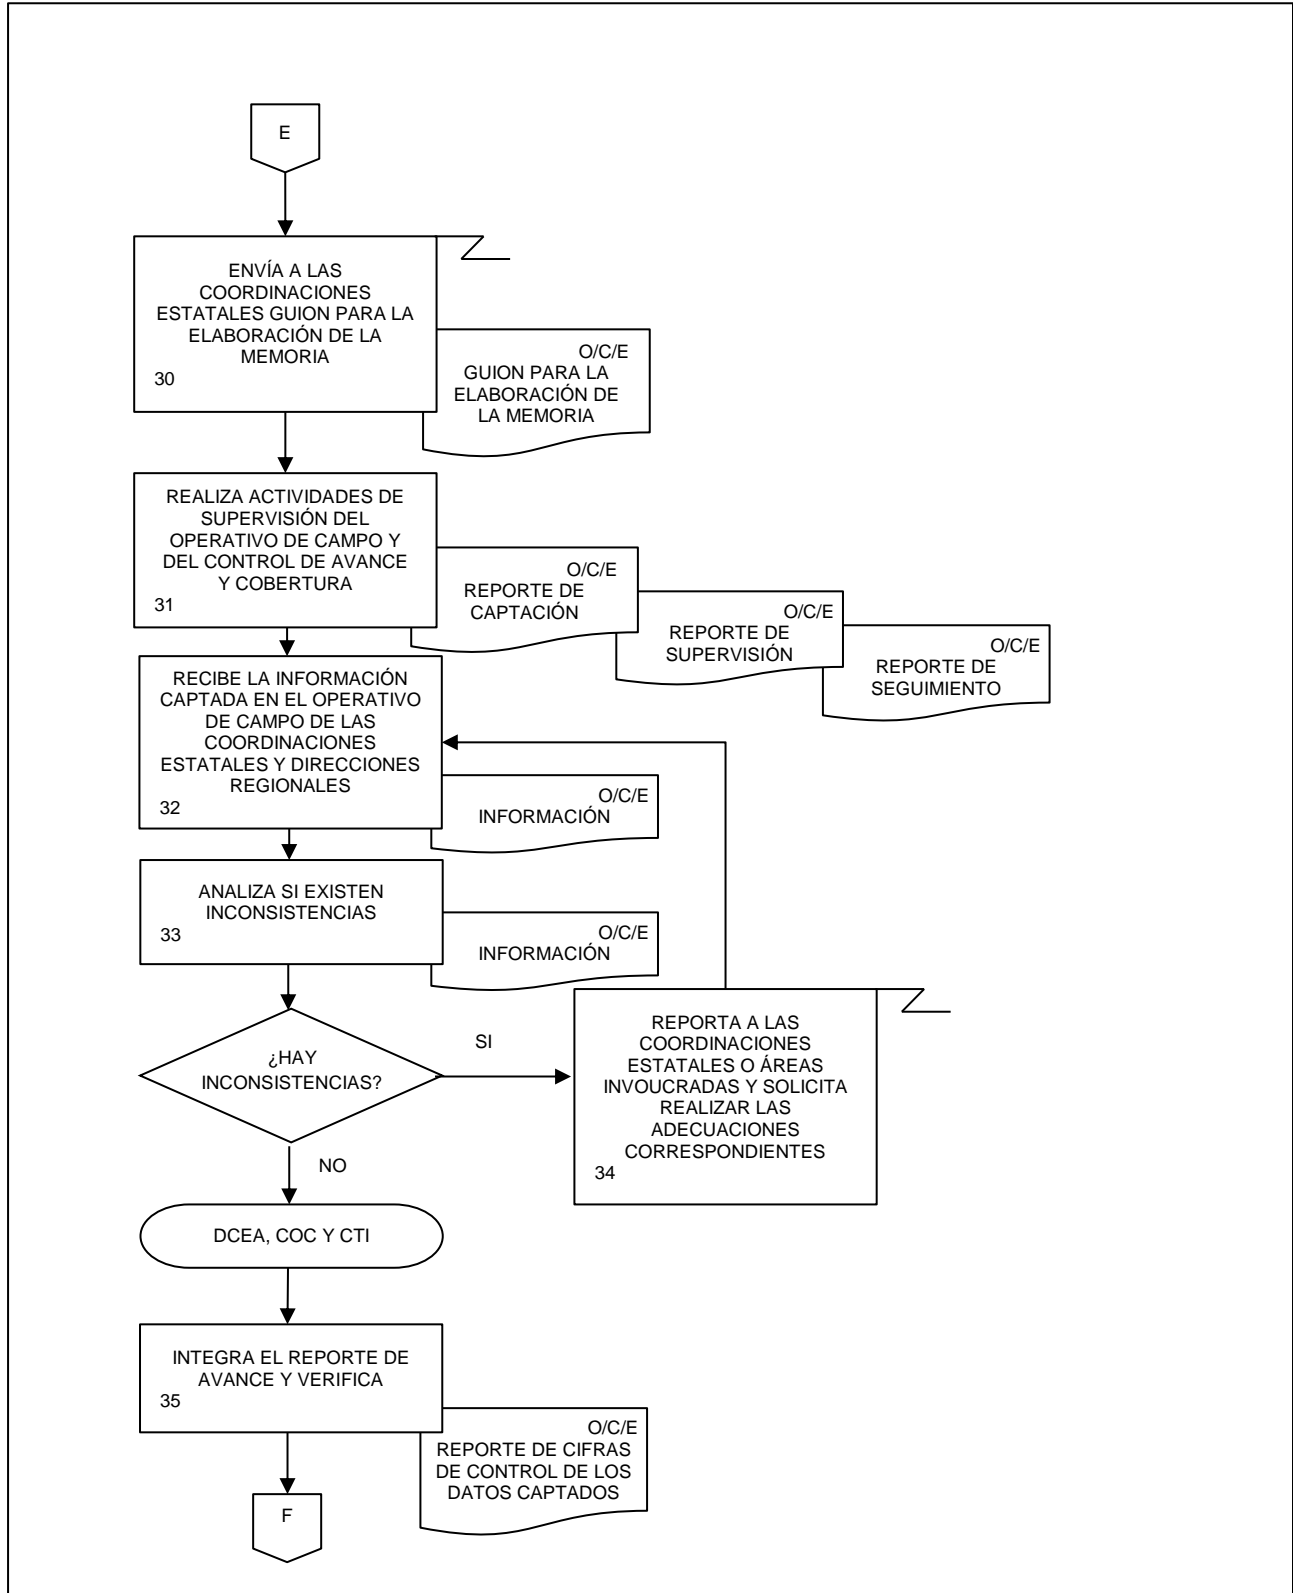 E
ENVÍA A LAS
COORDINACIONES
ESTATALES GUION PARA LA
ELABORACIÓN DE LA
MEMORIA
30
O/C/E
GUION PARA LA
ELABORACIÓN DE
LA MEMORIA
REALIZA ACTIVIDADES DE
SUPERVISIÓN DEL
OPERATIVO DE CAMPO Y
DEL CONTROL DE AVANCE
Y COBERTURA
31
O/C/E
REPORTE DE
CAPTACIÓN
O/C/E
REPORTE DE
SUPERVISIÓN
O/C/E
REPORTE DE
SEGUIMIENTO
RECIBE LA INFORMACIÓN
CAPTADA EN EL OPERATIVO
DE CAMPO DE LAS
COORDINACIONES
ESTATALES Y DIRECCIONES
REGIONALES
32
O/C/E
INFORMACIÓN
ANALIZA SI EXISTEN
INCONSISTENCIAS
33
O/C/E
INFORMACIÓN
¿HAY
INCONSISTENCIAS?
SI
REPORTA A LAS
COORDINACIONES
ESTATALES O ÁREAS
INVOUCRADAS Y SOLICITA
REALIZAR LAS
ADECUACIONES
CORRESPONDIENTES
34
NO
DCEA, COC Y CTI
INTEGRA EL REPORTE DE
AVANCE Y VERIFICA
35
O/C/E
REPORTE DE CIFRAS
DE CONTROL DE LOS
DATOS CAPTADOS
F